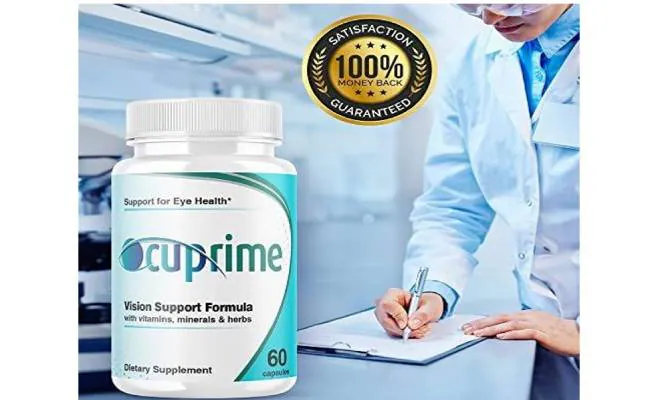 SATISFACTION
100%
MONEY BACK
GUARANTEED
Support for Eye Health*
Ocuprime
Vision Support Formula
with vitamins, minerals & herbs
Dietary Supplement
60
capsules